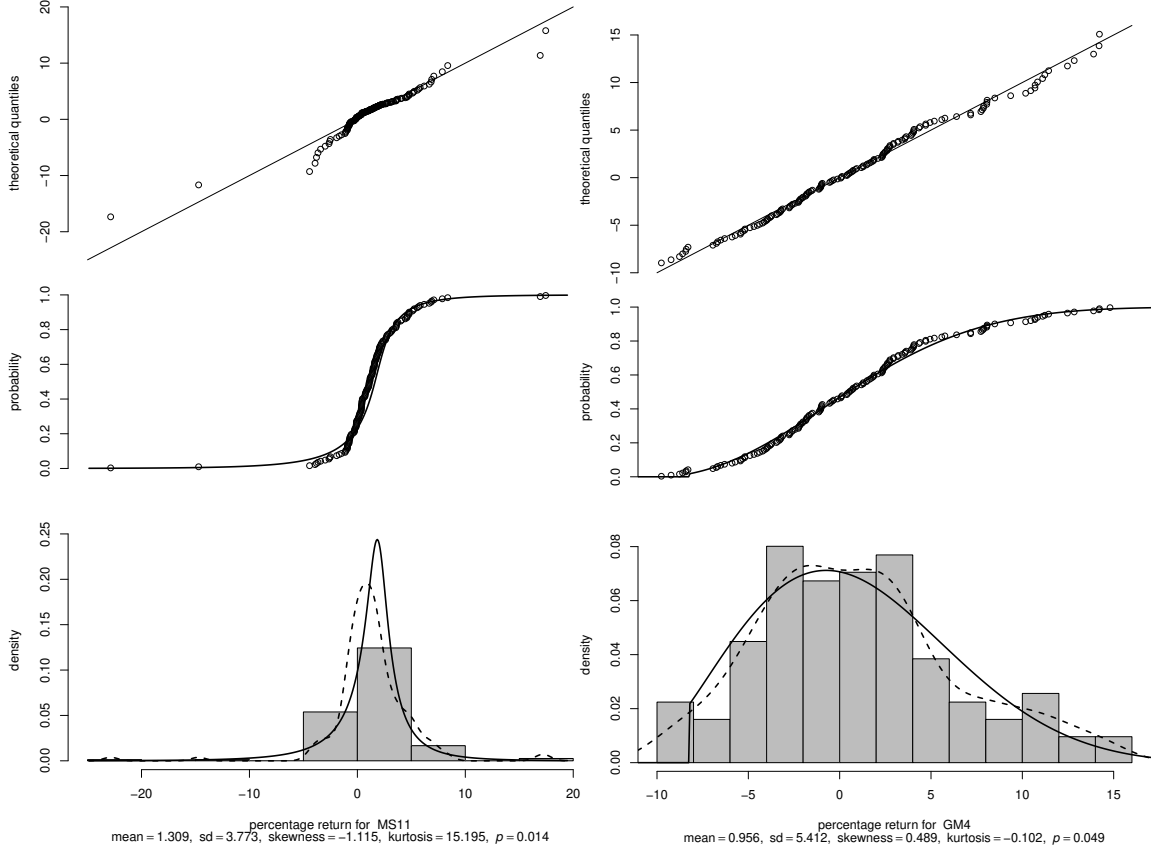 theoretical quantiles
20
10
0
−10
−20
probability
1.0
0.8
0.6
0.4
0.2
0.0
density
0.25
0.20
0.15
0.10
0.05
0.00
−20 −10 0 10 20
percentage return for MS11
mean = 1.309, sd = 3.773, skewness = −1.115, kurtosis = 15.195, p = 0.014
theoretical quantiles
15
10
5
0
−5
−10
probability
1.0
0.8
0.6
0.4
0.2
0.0
density
0.08
0.06
0.04
0.02
0.00
−10 −5 0 5 10 15
percentage return for GM4
mean = 0.956, sd = 5.412, skewness = 0.489, kurtosis = −0.102, p = 0.049